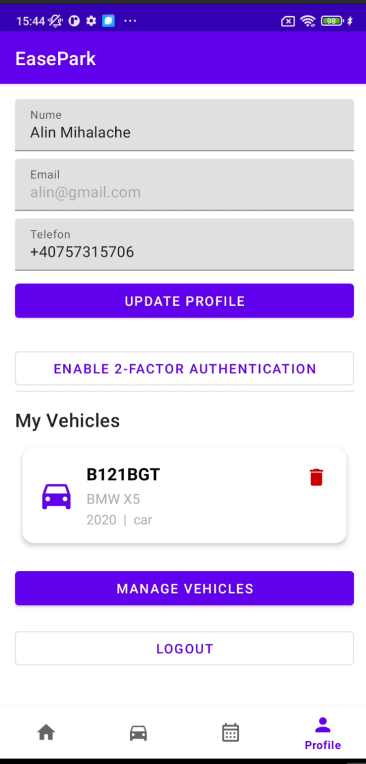 15:44
98
EasePark
Nume
Alin Mihalache
Email
alin@gmail.com
Telefon
+40757315706
UPDATE PROFILE
ENABLE 2-FACTOR AUTHENTICATION
My Vehicles
B121BGT
BMW X5
2020 | car
MANAGE VEHICLES
LOGOUT
Profile